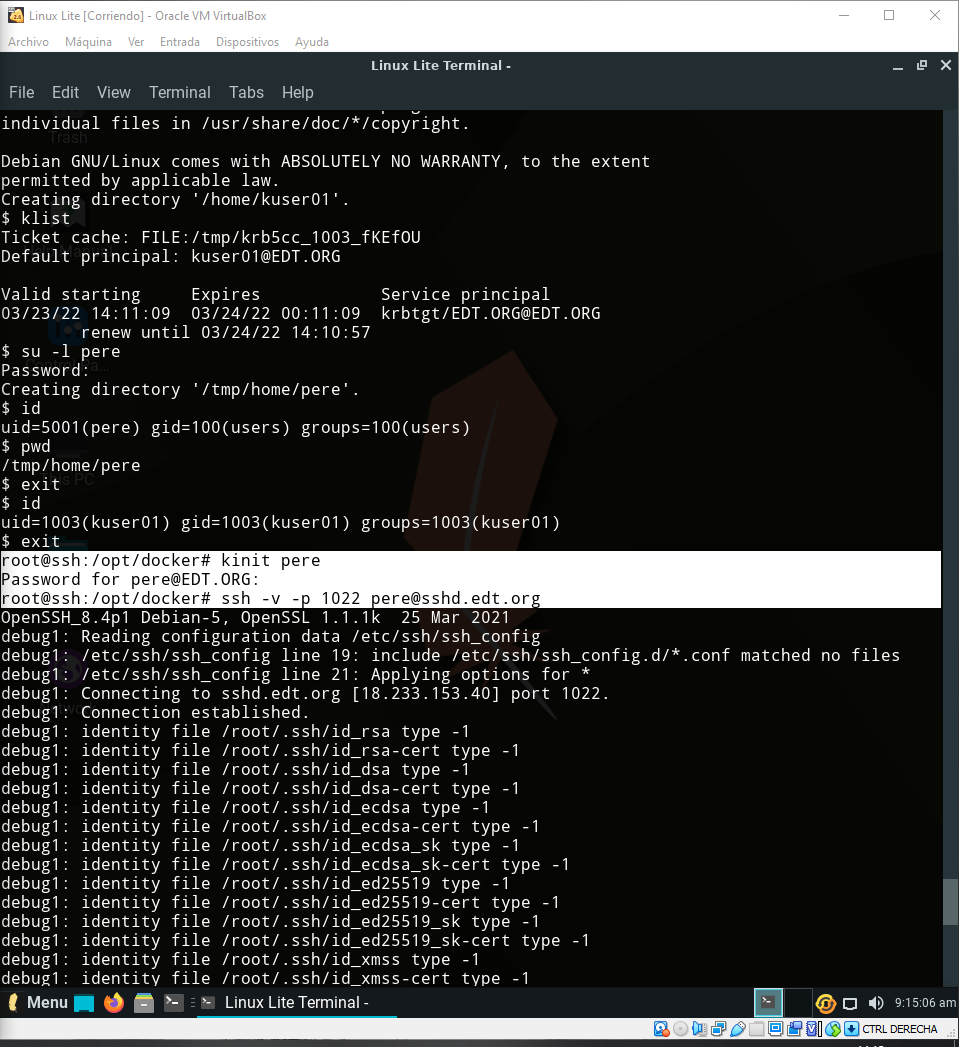 Linux Lite [Corriendo] - Oracle VM VirtualBox
Archivo Máquina Ver Entrada Dispositivos Ayuda
Linux Lite Terminal -
File Edit View Terminal Tabs Help
individual files in /usr/share/doc/*/copyright.
Debian GNU/Linux comes with ABSOLUTELY NO WARRANTY, to the extent
permitted by applicable law.
Creating directory '/home/kuser01'.
$ klist
Ticket cache: FILE:/tmp/krb5cc_1003_fKEfOU
Default principal: kuser01@EDT.ORG
Valid starting     Expires            Service principal
03/23/22 14:11:09  03/24/22 00:11:09  krbtgt/EDT.ORG@EDT.ORG
        renew until 03/24/22 14:10:57
$ su -l pere
Password:
Creating directory '/tmp/home/pere'.
$ id
uid=5001(pere) gid=100(users) groups=100(users)
$ pwd
/tmp/home/pere
$ exit
$ id
uid=1003(kuser01) gid=1003(kuser01) groups=1003(kuser01)
$ exit
root@ssh:/opt/docker# kinit pere
Password for pere@EDT.ORG:
root@ssh:/opt/docker# ssh -v -p 1022 pere@sshd.edt.org
OpenSSH_8.4p1 Debian-5, OpenSSL 1.1.1k  25 Mar 2021
debug1: Reading configuration data /etc/ssh/ssh_config
debug1: /etc/ssh/ssh_config line 19: include /etc/ssh/ssh_config.d/*.conf matched no files
debug1: /etc/ssh/ssh_config line 21: Applying options for *
debug1: Connecting to sshd.edt.org [18.233.153.40] port 1022.
debug1: Connection established.
debug1: identity file /root/.ssh/id_rsa type -1
debug1: identity file /root/.ssh/id_rsa-cert type -1
debug1: identity file /root/.ssh/id_dsa type -1
debug1: identity file /root/.ssh/id_dsa-cert type -1
debug1: identity file /root/.ssh/id_ecdsa type -1
debug1: identity file /root/.ssh/id_ecdsa-cert type -1
debug1: identity file /root/.ssh/id_ecdsa_sk type -1
debug1: identity file /root/.ssh/id_ecdsa_sk-cert type -1
debug1: identity file /root/.ssh/id_ed25519 type -1
debug1: identity file /root/.ssh/id_ed25519-cert type -1
debug1: identity file /root/.ssh/id_ed25519_sk type -1
debug1: identity file /root/.ssh/id_ed25519_sk-cert type -1
debug1: identity file /root/.ssh/id_xmss type -1
debug1: identity file /root/.ssh/id_xmss-cert type -1
Menu Linux Lite Terminal - 9:15:06 am
CTRL DERECHA